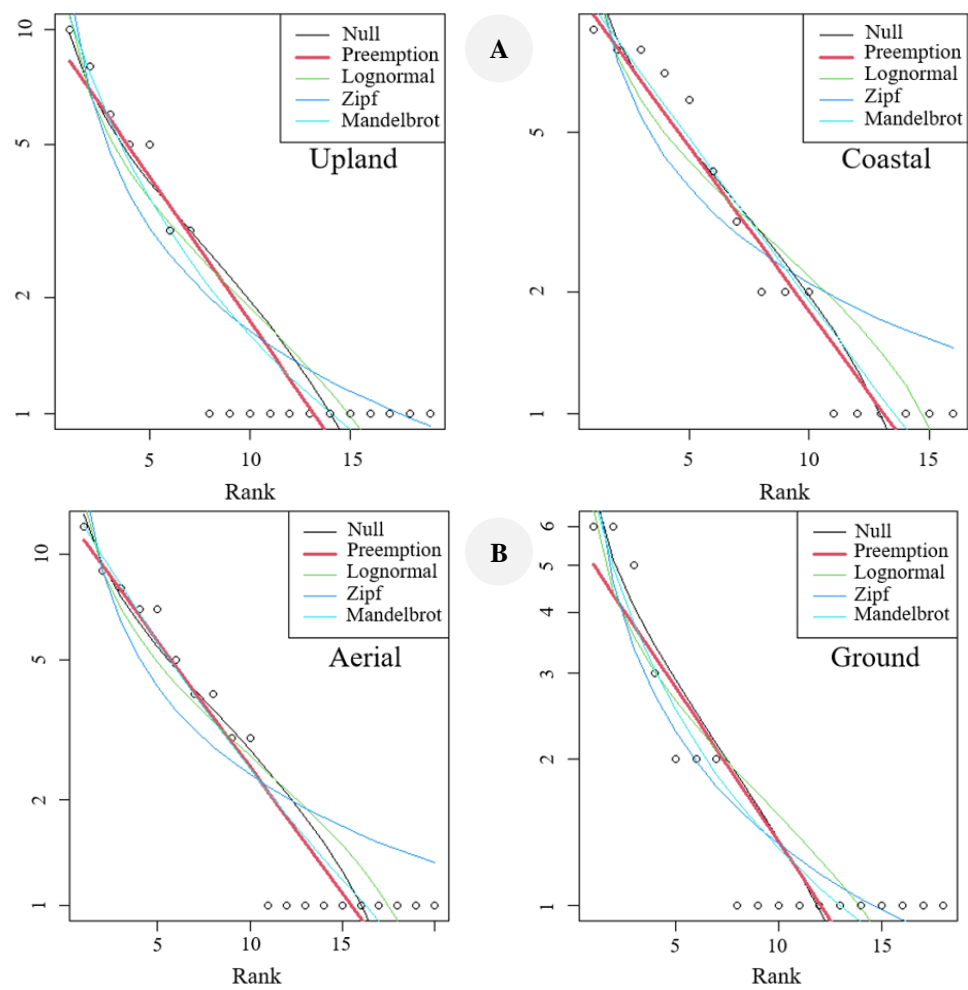 Null
Preemption
Lognormal
Zipf
Mandelbrot
Upland
10
5
2
1
5
10
15
Rank
A
Null
Preemption
Lognormal
Zipf
Mandelbrot
Coastal
5
2
1
5
10
15
Rank
Null
Preemption
Lognormal
Zipf
Mandelbrot
Aerial
10
5
2
1
5
10
15
Rank
B
Null
Preemption
Lognormal
Zipf
Mandelbrot
Ground
6
5
4
3
2
1
5
10
15
Rank